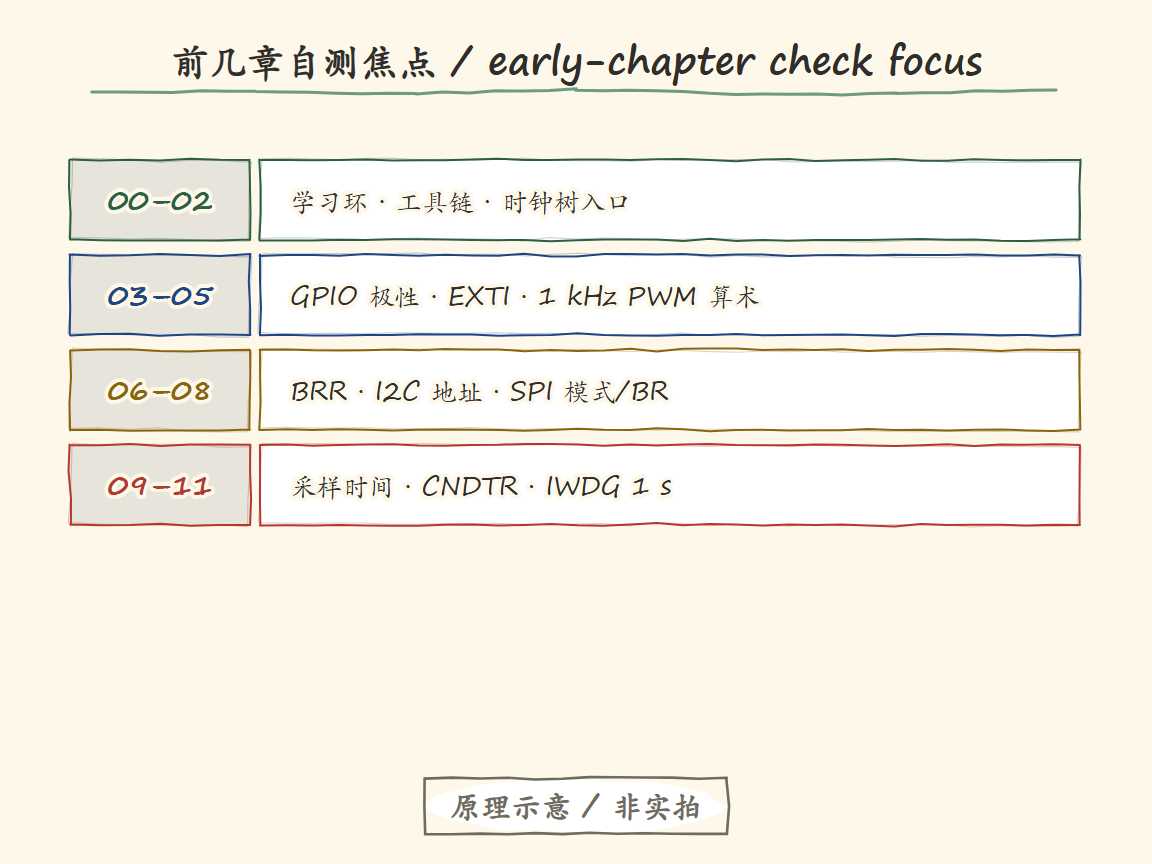 前几章自测焦点 / early-chapter check focus
00-02
学习环 · 工具链 · 时钟树入口
03-05
GPIO 极性 · EXTI · 1 kHz PWM 算术
06-08
BRR · I2C 地址 · SPI 模式/BR
09-11
采样时间 · CNDTR · IWDG 1 s
原理示意 / 非实拍